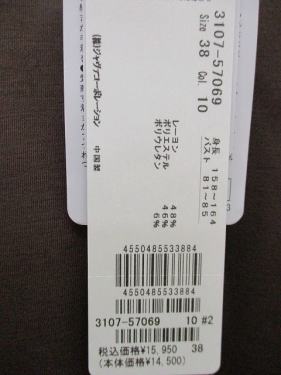 3107-57069
Size 38 Col. 10
身長 158～164
バスト 81～85
レーヨン 48%
ポリエステル 46%
ポリウレタン 6%
(株)ジャヴァコーポレーション 中国製
4550485533884
4550485533884
3107-57069 10 #2
税込価格¥15,950 38
(本体価格¥14,500)